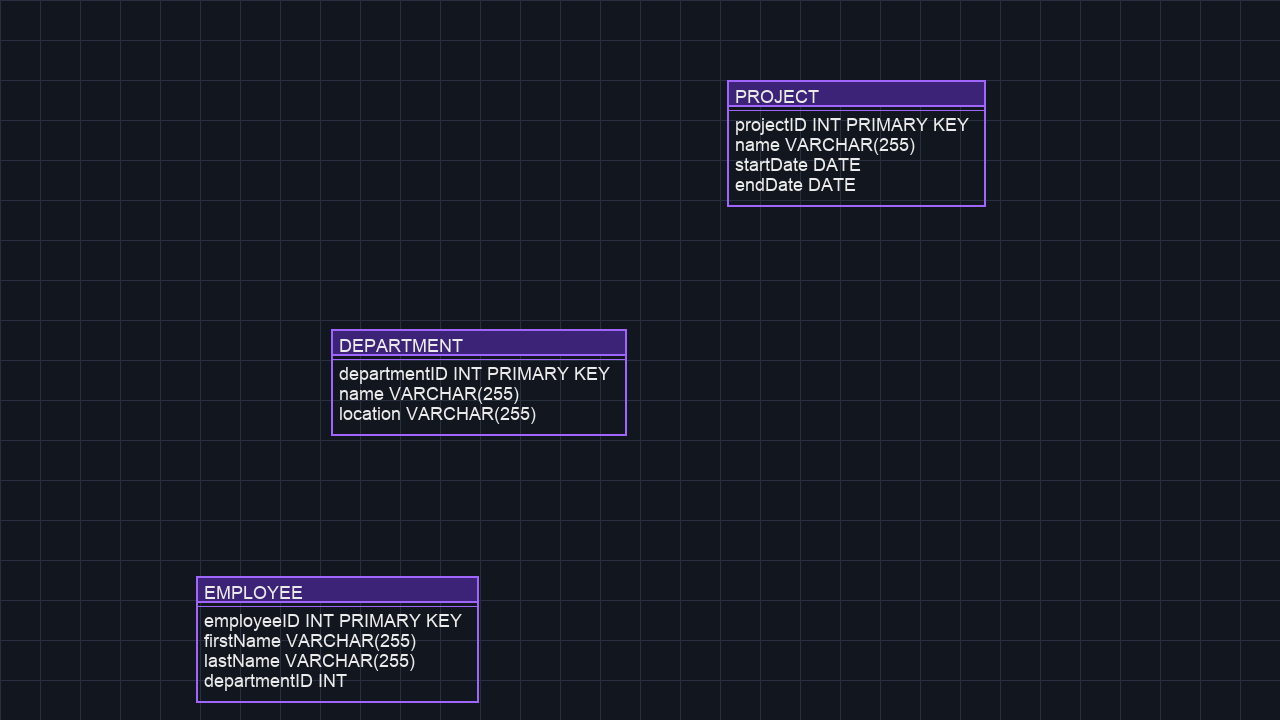 PROJECT
projectID INT PRIMARY KEY
name VARCHAR(255)
startDate DATE
endDate DATE
DEPARTMENT
departmentID INT PRIMARY KEY
name VARCHAR(255)
location VARCHAR(255)
EMPLOYEE
employeeID INT PRIMARY KEY
firstName VARCHAR(255)
lastName VARCHAR(255)
departmentID INT